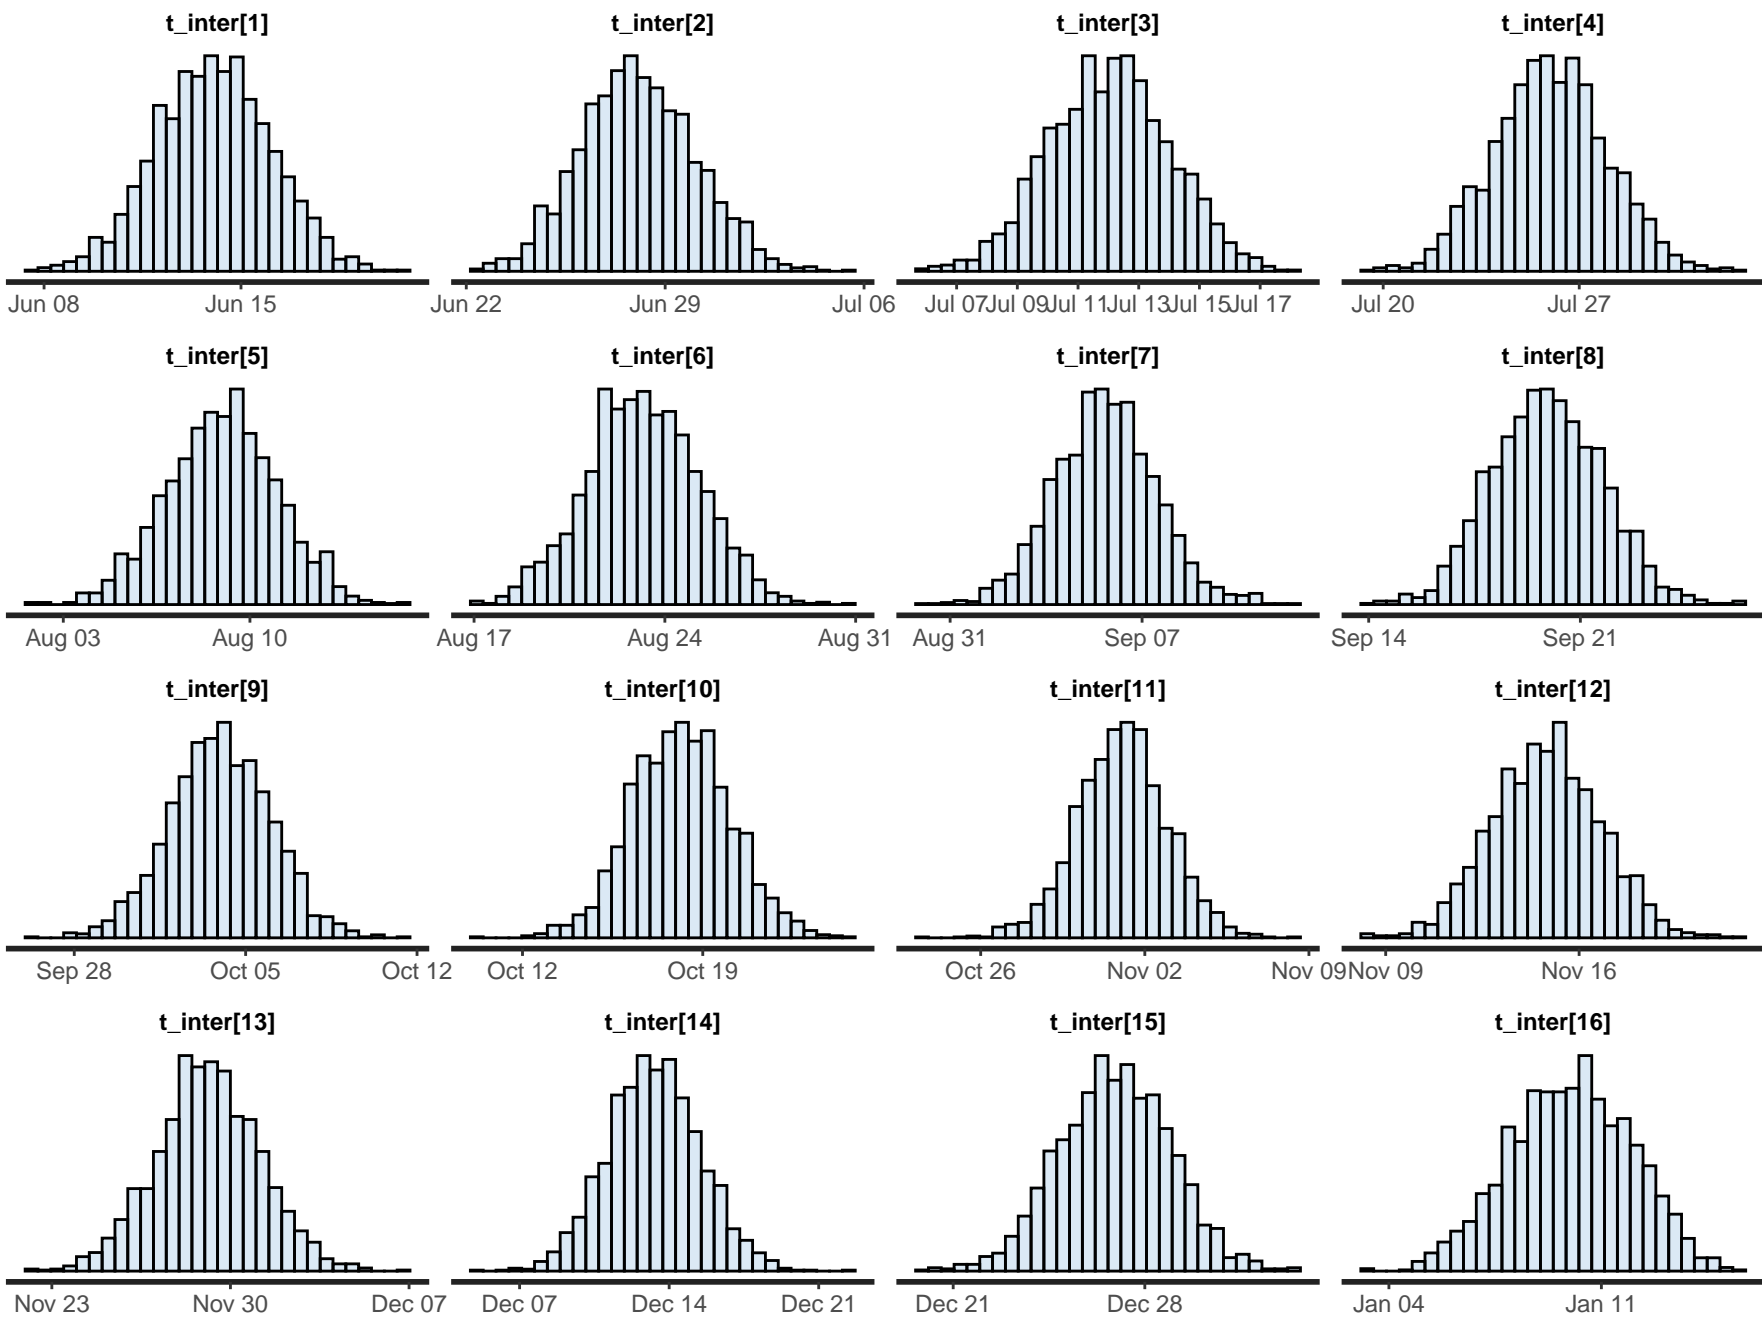 t_inter[1] t_inter[2] t_inter[3] t_inter[4]
Jun 08 Jun 15 Jun 22 Jun 29 Jul 06 Jul 07 Jul 09 Jul 11 Jul 13 Jul 15 Jul 17 Jul 20 Jul 27
t_inter[5] t_inter[6] t_inter[7] t_inter[8]
Aug 03 Aug 10 Aug 17 Aug 24 Aug 31 Aug 31 Sep 07 Sep 14 Sep 21
t_inter[9] t_inter[10] t_inter[11] t_inter[12]
Sep 28 Oct 05 Oct 12 Oct 12 Oct 19 Oct 26 Nov 02 Nov 09 Nov 09 Nov 16
t_inter[13] t_inter[14] t_inter[15] t_inter[16]
Nov 23 Nov 30 Dec 07 Dec 07 Dec 14 Dec 21 Dec 21 Dec 28 Jan 04 Jan 11